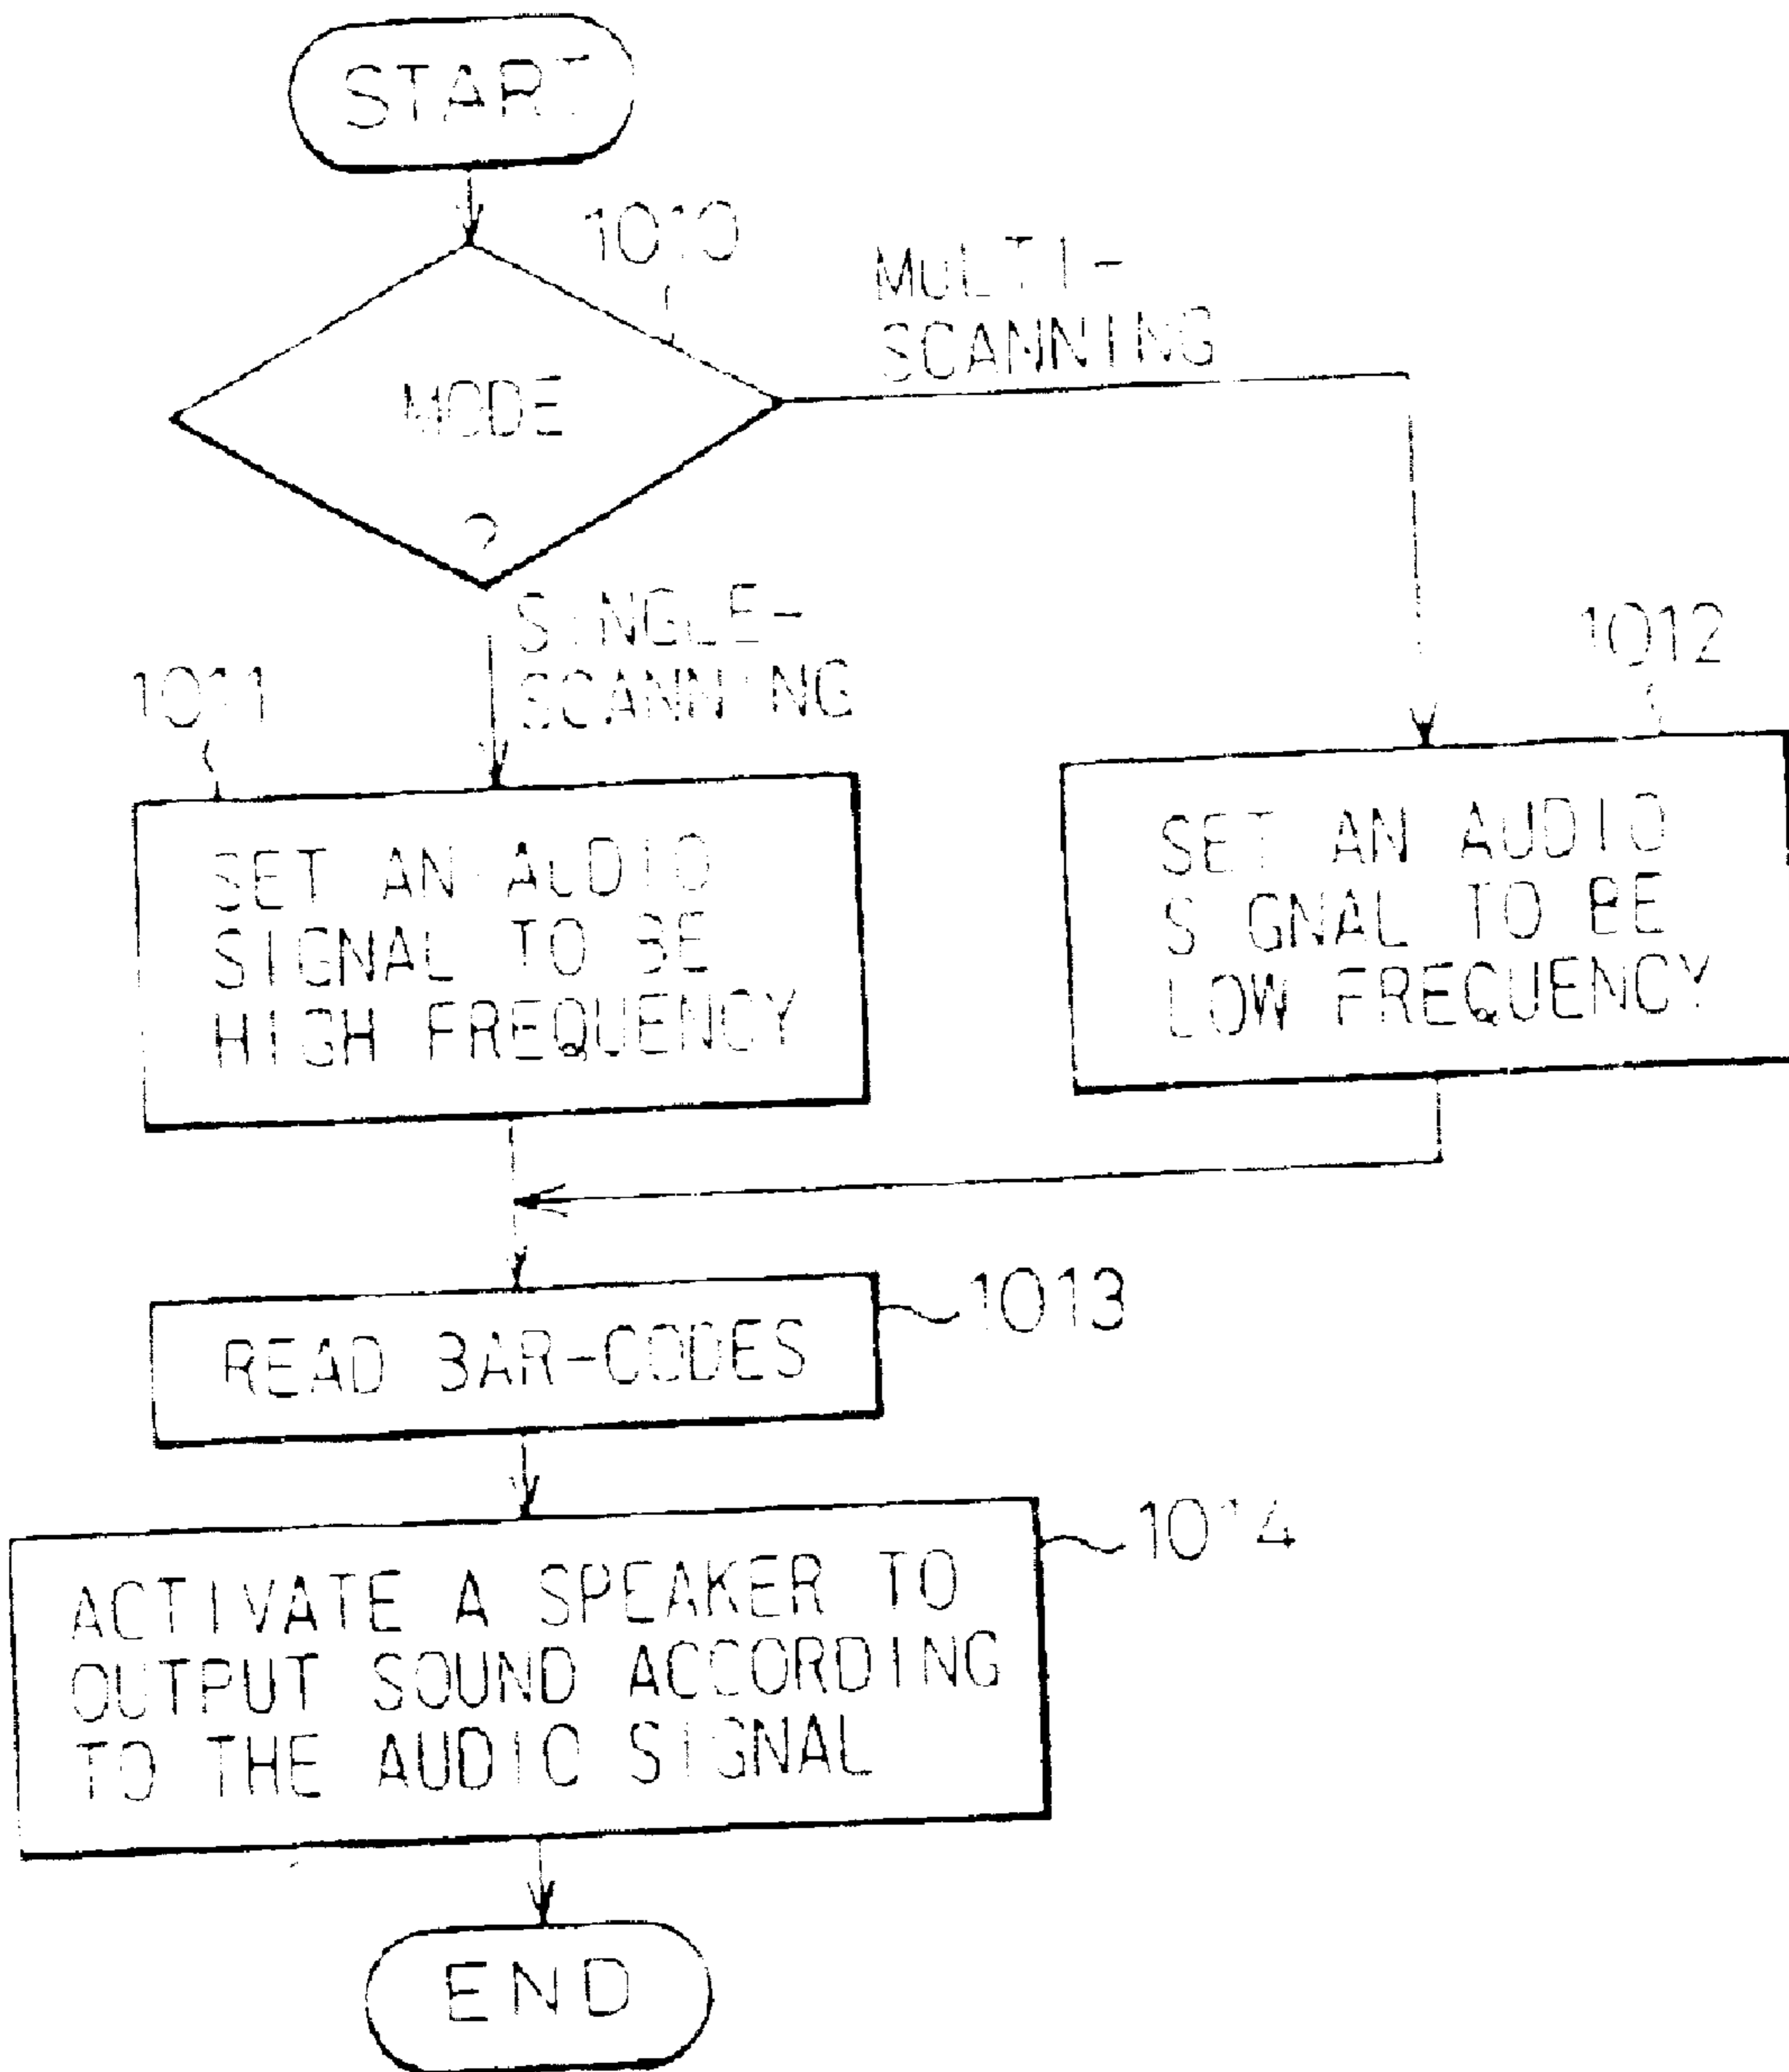 START
1010
MULTI-
SCANNING
MODE
?
SINGLE-
SCANNING
1011
1012
SET AN AUDIO
SIGNAL TO BE
HIGH FREQUENCY
SET AN AUDIO
SIGNAL TO BE
LOW FREQUENCY
READ BAR-CODES
1013
1014
ACTIVATE A SPEAKER TO
OUTPUT SOUND ACCORDING
TO THE AUDIO SIGNAL
END